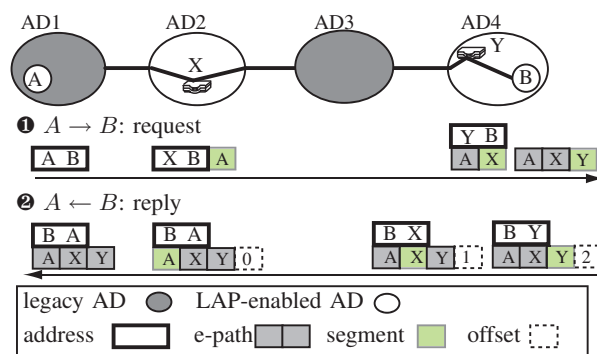 AD1 AD2 AD3 AD4
A X Y B
❶ A → B: request
A B X B A Y B
A X A X Y
❷ A ← B: reply
B A B A B X B Y
A X Y A X Y 0 A X Y 1 A X Y 2
legacy AD LAP-enabled AD
address e-path segment offset